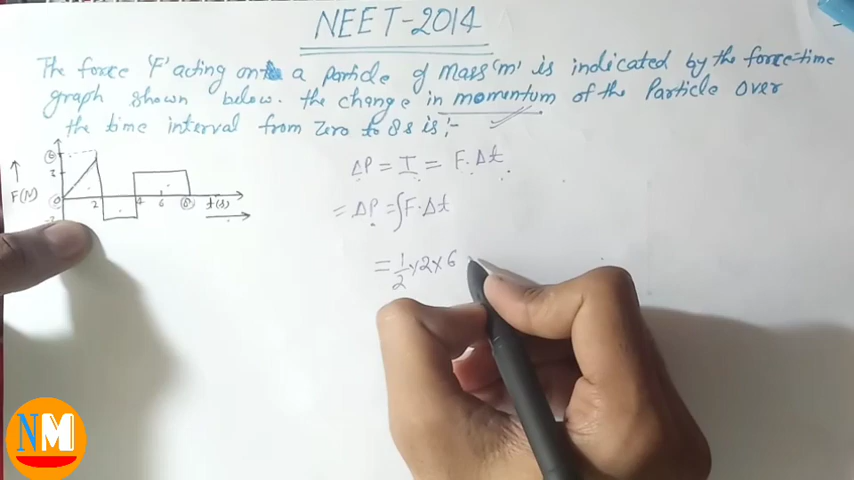 NEET-2014
The force 'F' acting on a Particle of Mass 'm' is indicated by the force-time
graph shown below. the change in momentum of the Particle over
the time interval from zero to 8s is:-
ΔP = I = F.Δt
= ΔP = ∫F.Δt
= 1/2 × 2 × 6
6
F(N)
0
2
4
6
8
t(s)
NM